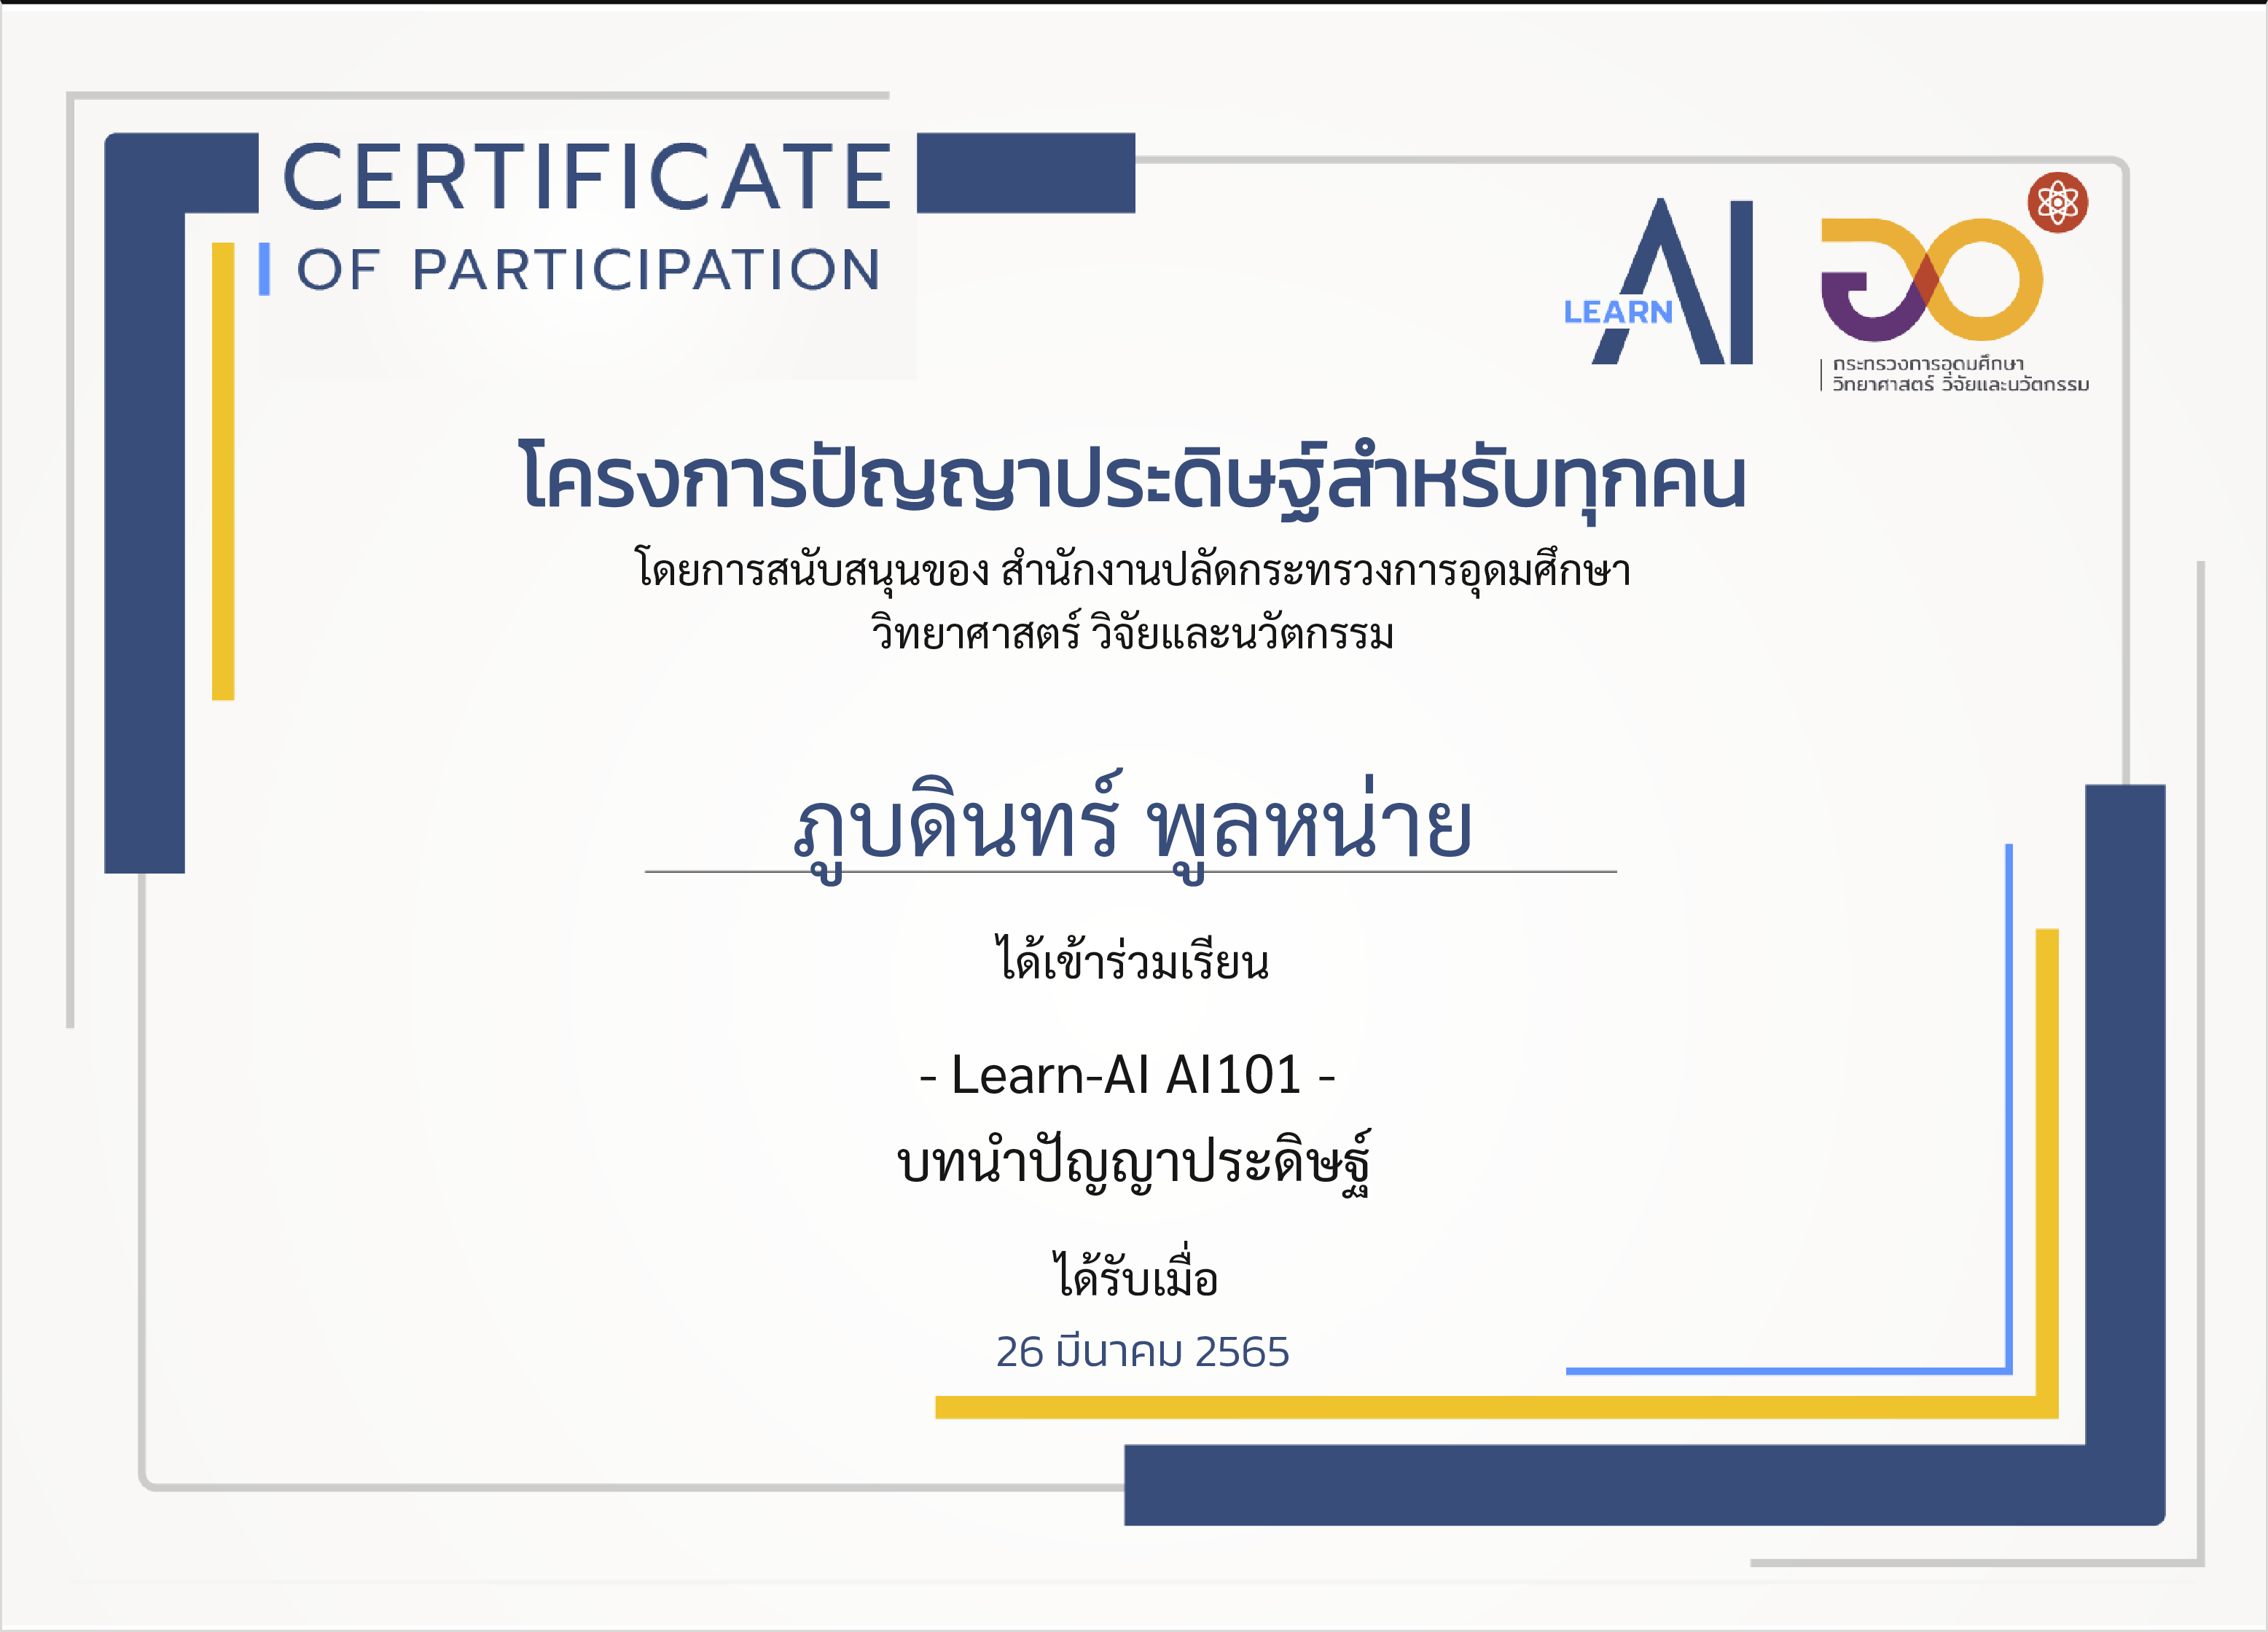 CERTIFICATE
OF PARTICIPATION
LEARN
AI
กระทรวงการอุดมศึกษา
วิทยาศาสตร์ วิจัยและนวัตกรรม
โครงการปัญญาประดิษฐ์สำหรับทุกคน
โดยการสนับสนุนของ สำนักงานปลัดกระทรวงการอุดมศึกษา
วิทยาศาสตร์ วิจัยและนวัตกรรม
ภูบดินทร์ พูลหน่าย
ได้เข้าร่วมเรียน
- Learn-AI AI101 -
บทนำปัญญาประดิษฐ์
ได้รับเมื่อ
26 มีนาคม 2565